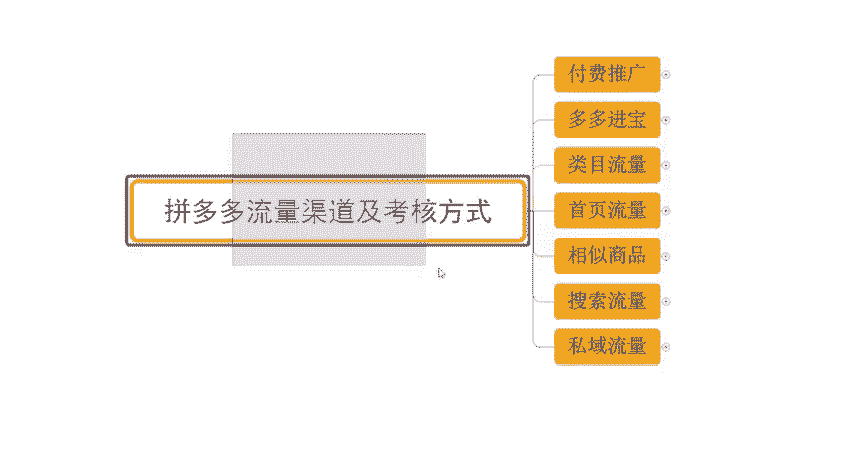 拼多多流量渠道及考核方式
付费推广
多多进宝
类目流量
首页流量
相似商品
搜索流量
私域流量